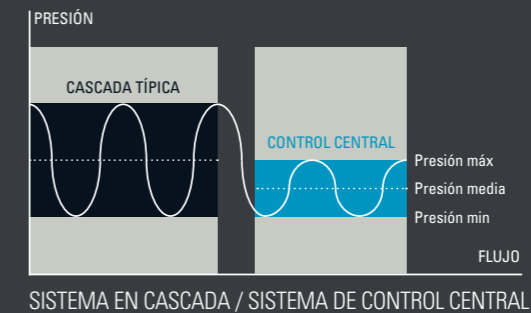 PRESIÓN
CASCADA TÍPICA
CONTROL CENTRAL
Presión máx
Presión media
Presión min
FLUJO
SISTEMA EN CASCADA / SISTEMA DE CONTROL CENTRAL